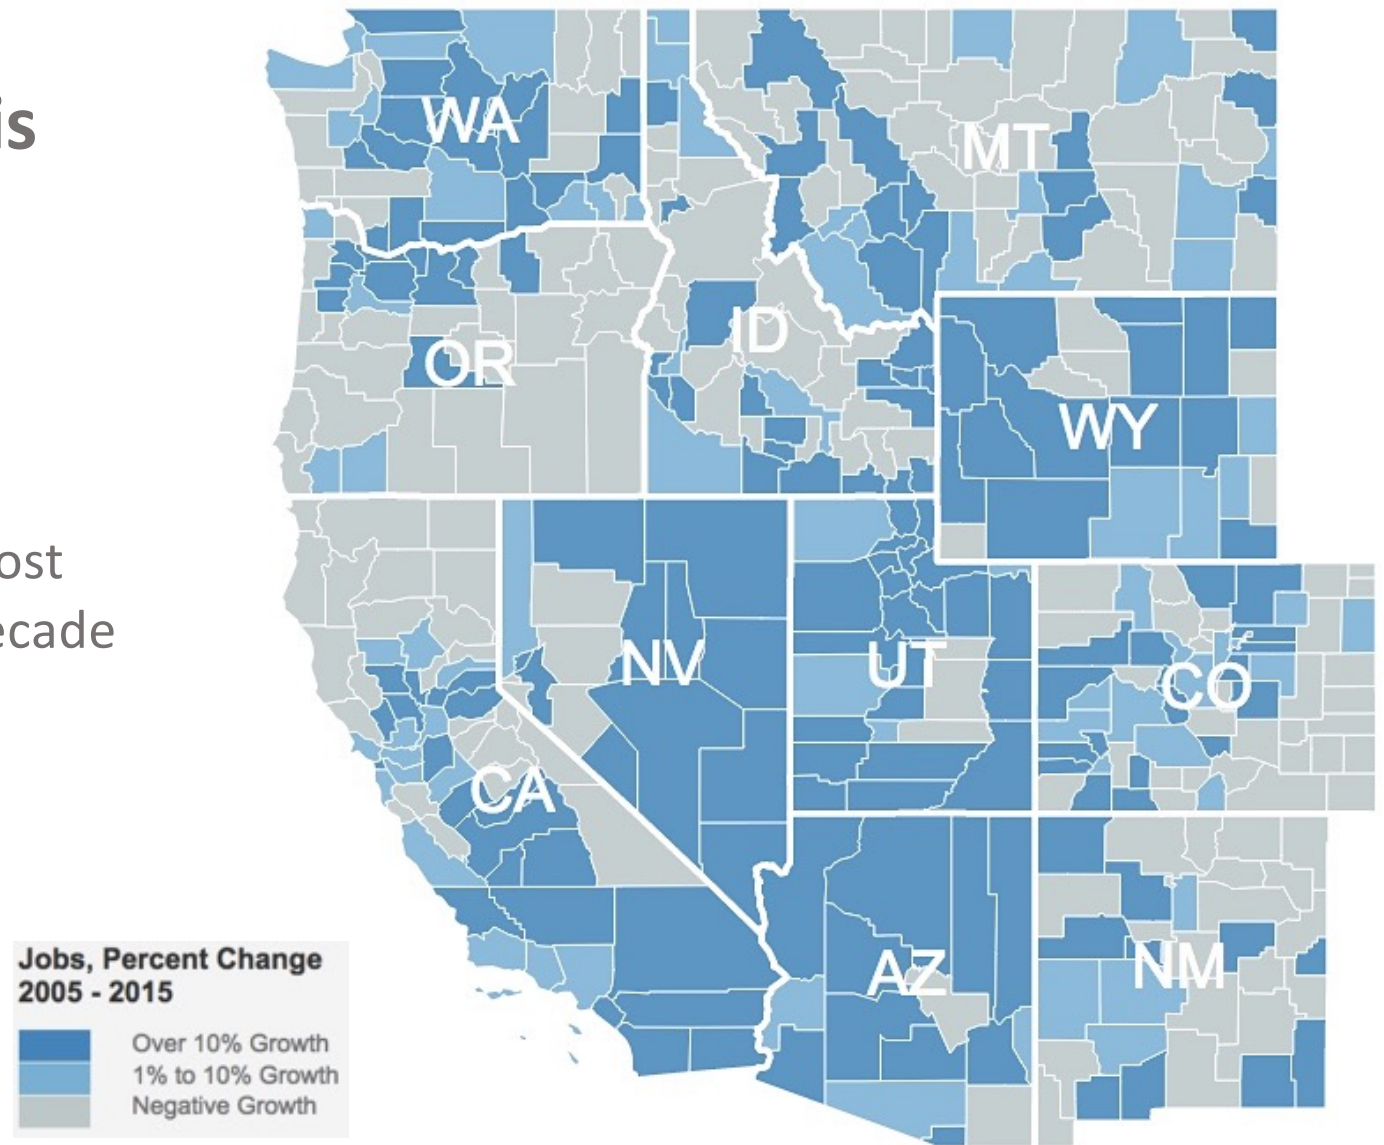 is
ost
ecade
WA
MT
OR
ID
WY
NV
UT
CO
CA
AZ
NM
Jobs, Percent Change
2005 - 2015
Over 10% Growth
1% to 10% Growth
Negative Growth